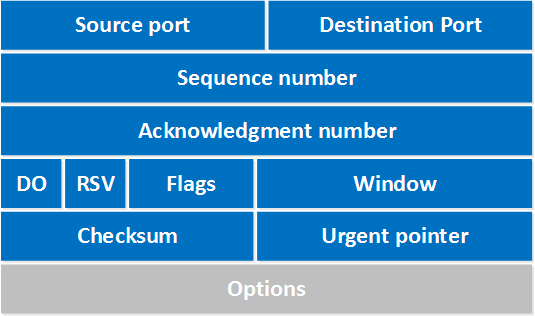 Source port Destination Port
Sequence number
Acknowledgment number
DO RSV Flags Window
Checksum Urgent pointer
Options